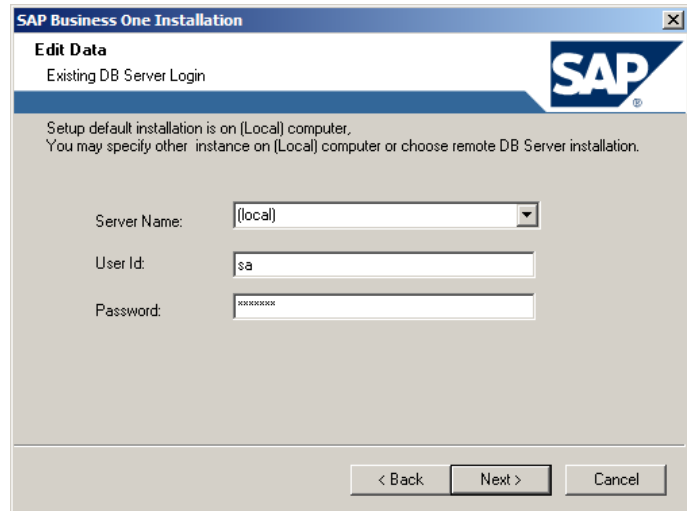 SAP Business One Installation
Edit Data
Existing DB Server Login
SAP
®
Setup default installation is on (Local) computer,
You may specify other instance on (Local) computer or choose remote DB Server installation.
Server Name:
(local)
User Id:
sa
Password:
×××××××
< Back
Next >
Cancel